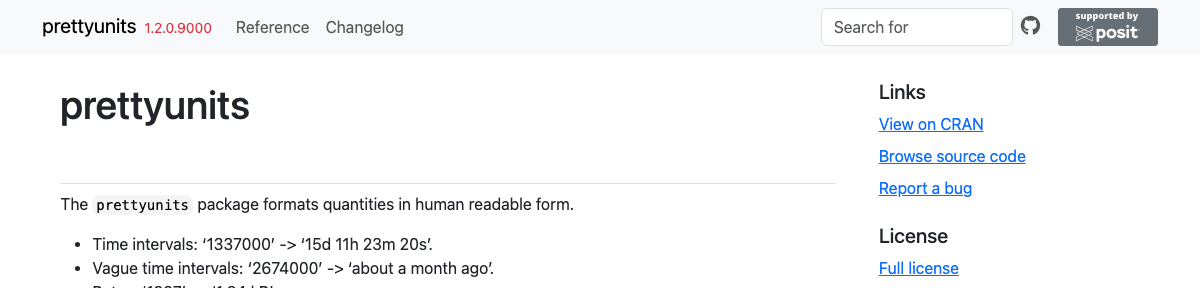 prettyunits 1.2.0.9000 Reference Changelog Search for supported by posit
prettyunits
The prettyunits package formats quantities in human readable form.
• Time intervals: ‘1337000’ -> ‘15d 11h 23m 20s’.
• Vague time intervals: ‘2674000’ -> ‘about a month ago’.
Links
View on CRAN
Browse source code
Report a bug
License
Full license